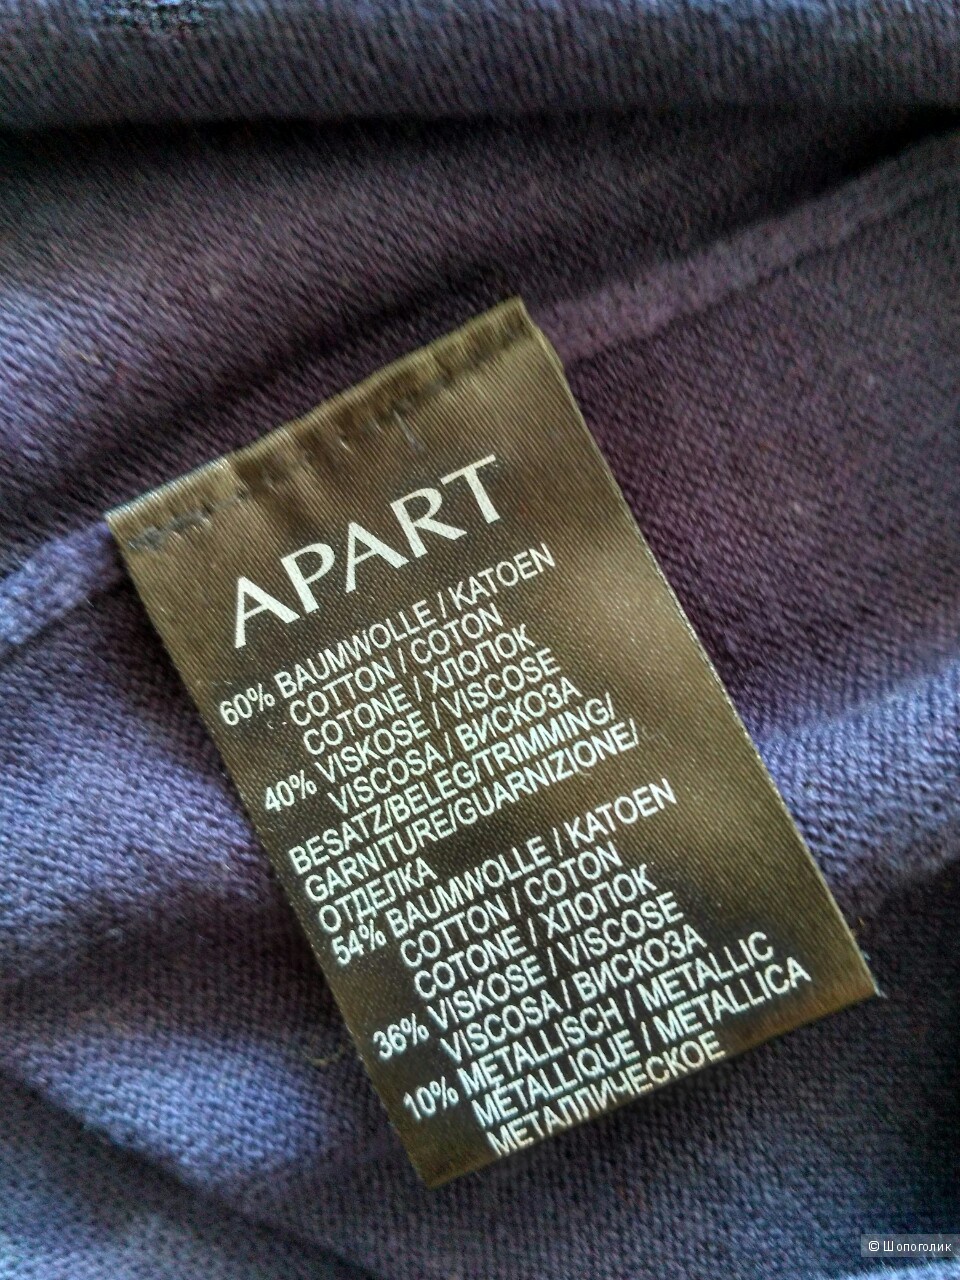 APART
60% BAUMWOLLE / KATOEN
COTTON / COTON
COTONE / ХЛОПОК
40% VISKOSE / VISCOSE
VISCOSA / ВИСКОЗА
BESATZ/BELEG/TRIMMING/
GARNITURE/GUARNIZIONE/
ОТДЕЛКА
54% BAUMWOLLE / KATOEN
COTTON / COTON
COTONE / ХЛОПОК
36% VISKOSE / VISCOSE
VISCOSA / ВИСКОЗА
10% METALLISCH / METALLIC
MÉTALLIQUE / METALLICA
МЕТАЛЛИЧЕСКОЕ
© Шопоголик